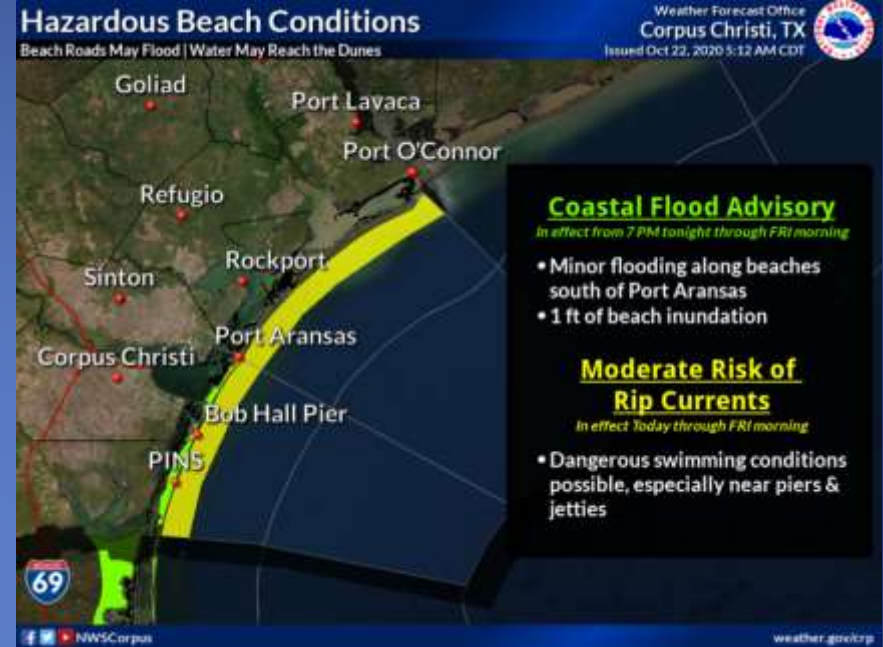 Hazardous Beach Conditions
Beach Roads May Flood | Water May Reach the Dunes
Weather Forecast Office
Corpus Christi, TX
Issued Oct 22, 2020 5:12 AM CDT
Goliad
Port Lavaca
Port O'Connor
Refugio
Sinton
Rockport
Port Aransas
Corpus Christi
Bob Hall Pier
PINS
69
Coastal Flood Advisory
In effect from 7 PM tonight through FRI morning
• Minor flooding along beaches
south of Port Aransas
• 1 ft of beach inundation
Moderate Risk of
Rip Currents
In effect Today through FRI morning
• Dangerous swimming conditions
possible, especially near piers &
jetties
NWSCorpus
weather.gov/crp